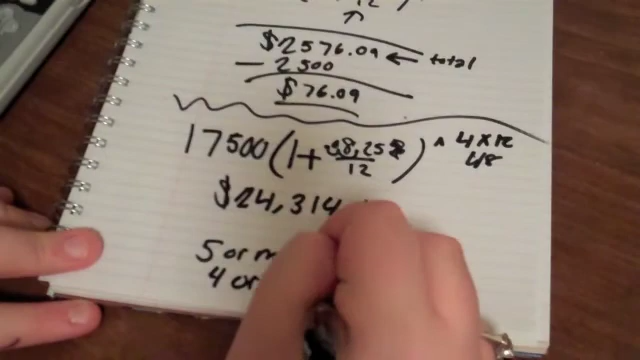 12 )
$2576.09 ← total
— 2500
$76.09
17500(1+ 8.25%/12 ) ^ 4x12
48
$24,314
5 or
4 or